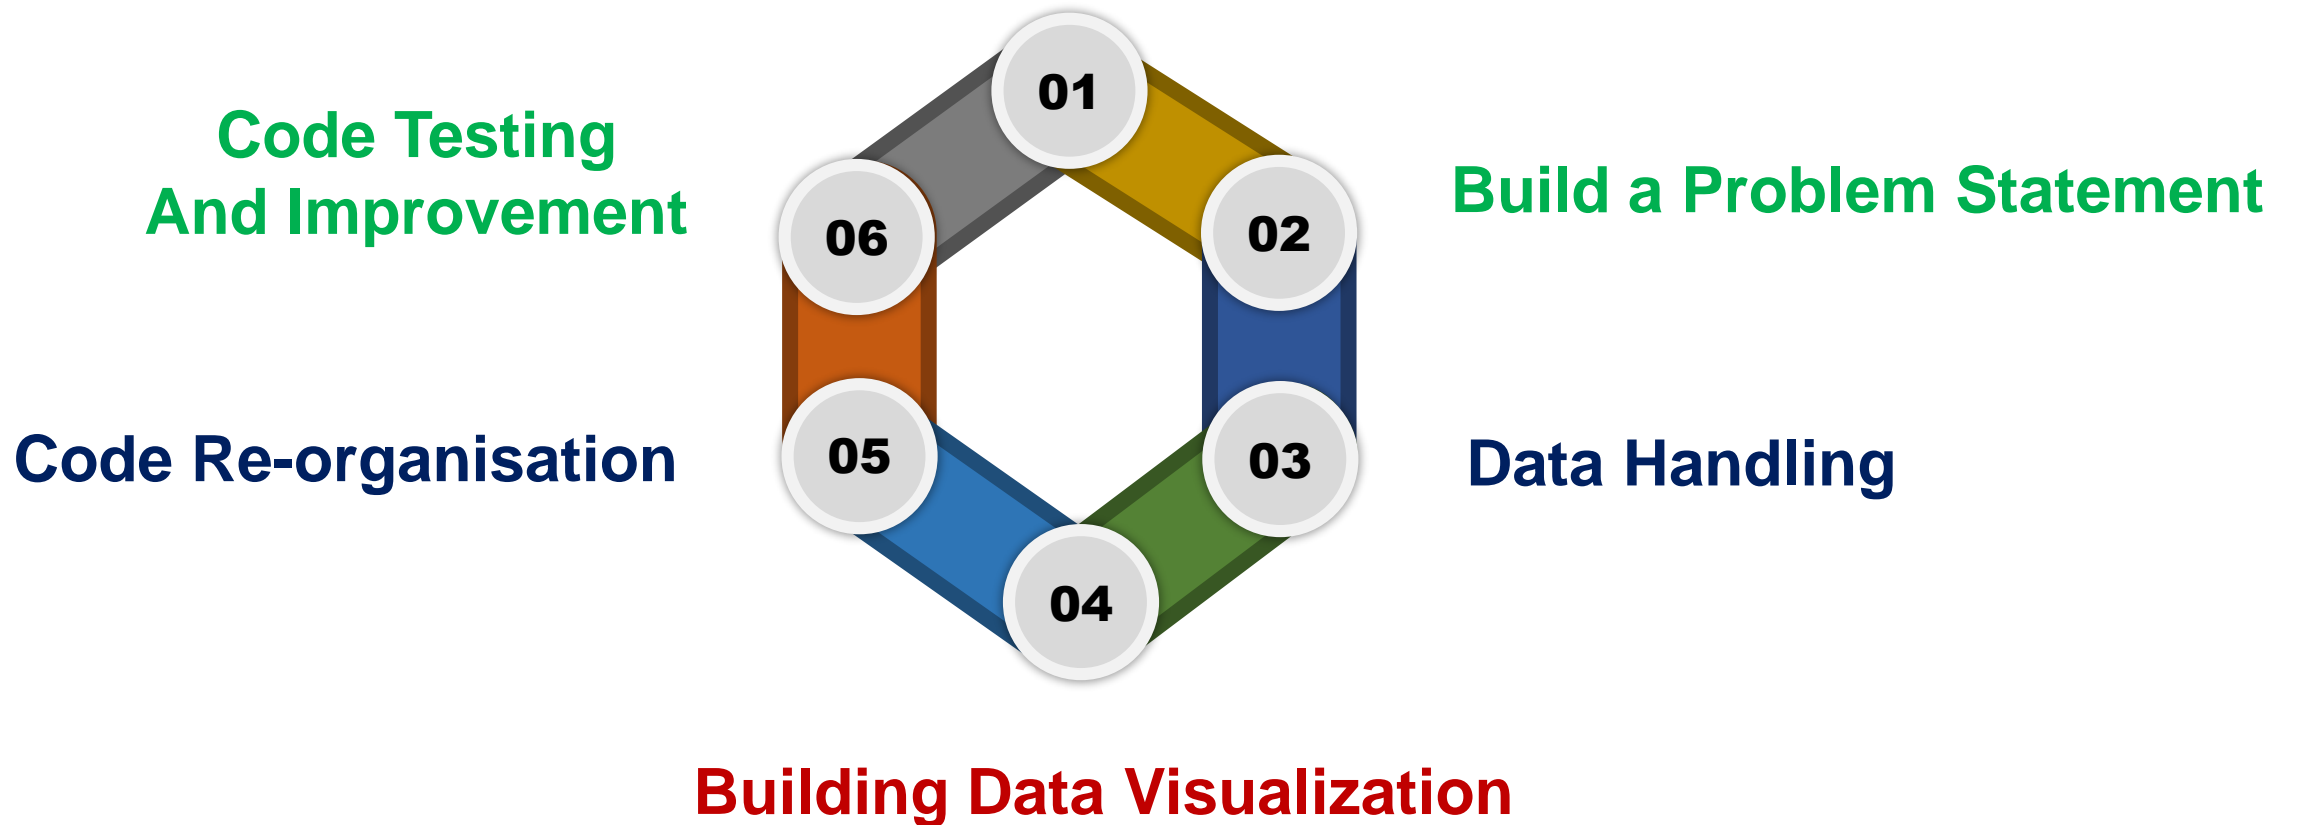 01
02
Build a Problem Statement
03
Data Handling
04
Building Data Visualization
05
Code Re-organisation
06
Code Testing
And Improvement